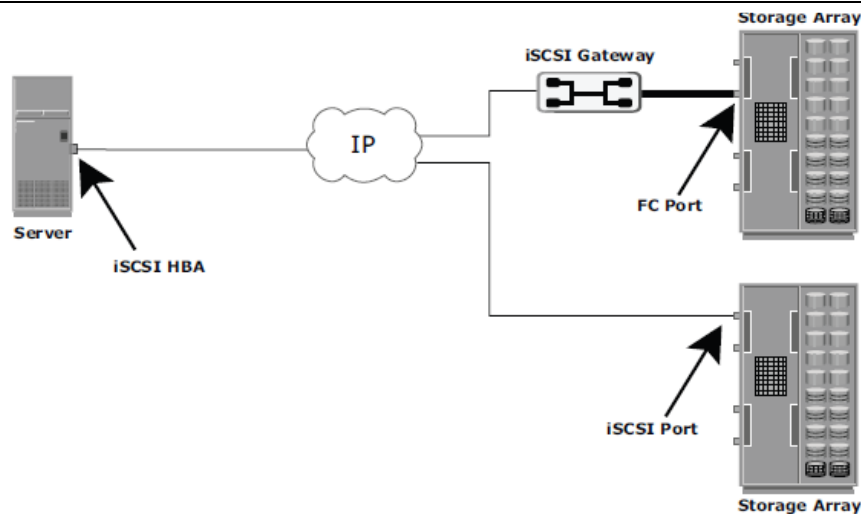 Storage Array
iSCSI Gateway
IP
FC Port
Server
iSCSI HBA
iSCSI Port
Storage Array